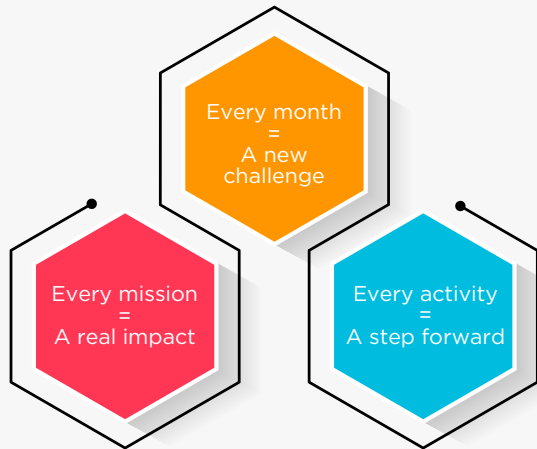 Every month
=
A new
challenge
Every mission
=
A real impact
Every activity
=
A step forward